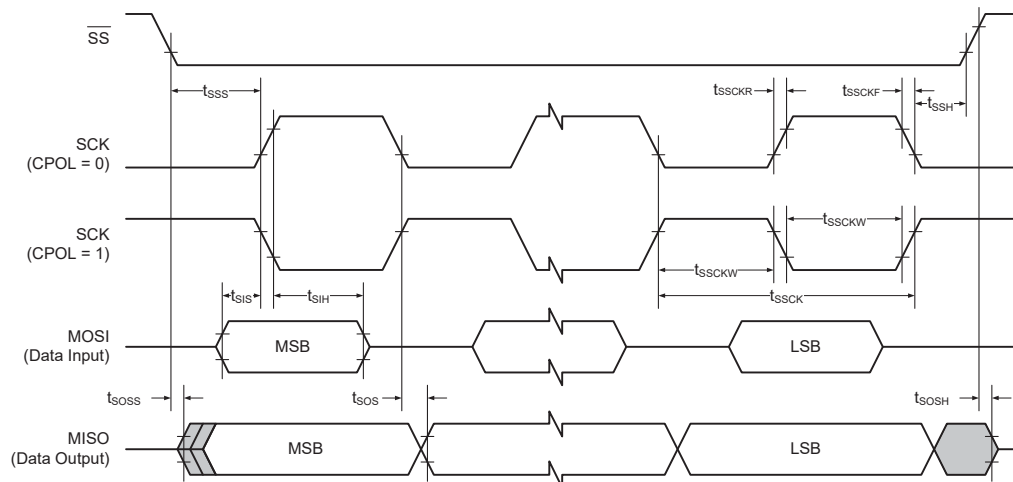 SS
tSSS
tSSCKR
tSSCKF
tSSH
SCK
(CPOL = 0)
SCK
(CPOL = 1)
tSSCKW
tSSCKW
tSSCK
tSIS
tSIH
MOSI
(Data Input)
MSB
LSB
tSOSS
tSOS
tSOSH
MISO
(Data Output)
MSB
LSB